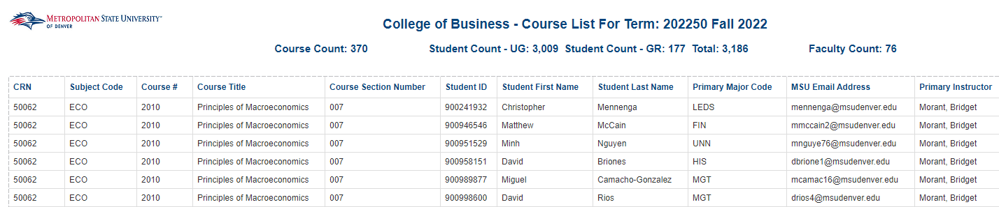 METROPOLITAN STATE UNIVERSITY™
OF DENVER
College of Business - Course List For Term: 202250 Fall 2022
Course Count: 370 Student Count - UG: 3,009 Student Count - GR: 177 Total: 3,186 Faculty Count: 76
CRN Subject Code Course # Course Title Course Section Number Student ID Student First Name Student Last Name Primary Major Code MSU Email Address Primary Instructor
50062 ECO 2010 Principles of Macroeconomics 007 900241932 Christopher Mennenga LEDS mennenga@msudenver.edu Morant, Bridget
50062 ECO 2010 Principles of Macroeconomics 007 900946546 Matthew McCain FIN mmccain2@msudenver.edu Morant, Bridget
50062 ECO 2010 Principles of Macroeconomics 007 900951529 Minh Nguyen UNN mnguye76@msudenver.edu Morant, Bridget
50062 ECO 2010 Principles of Macroeconomics 007 900958151 David Briones HIS dbrione1@msudenver.edu Morant, Bridget
50062 ECO 2010 Principles of Macroeconomics 007 900989877 Miguel Camacho-Gonzalez MGT mcamac16@msudenver.edu Morant, Bridget
50062 ECO 2010 Principles of Macroeconomics 007 900998600 David Rios MGT drios4@msudenver.edu Morant, Bridget